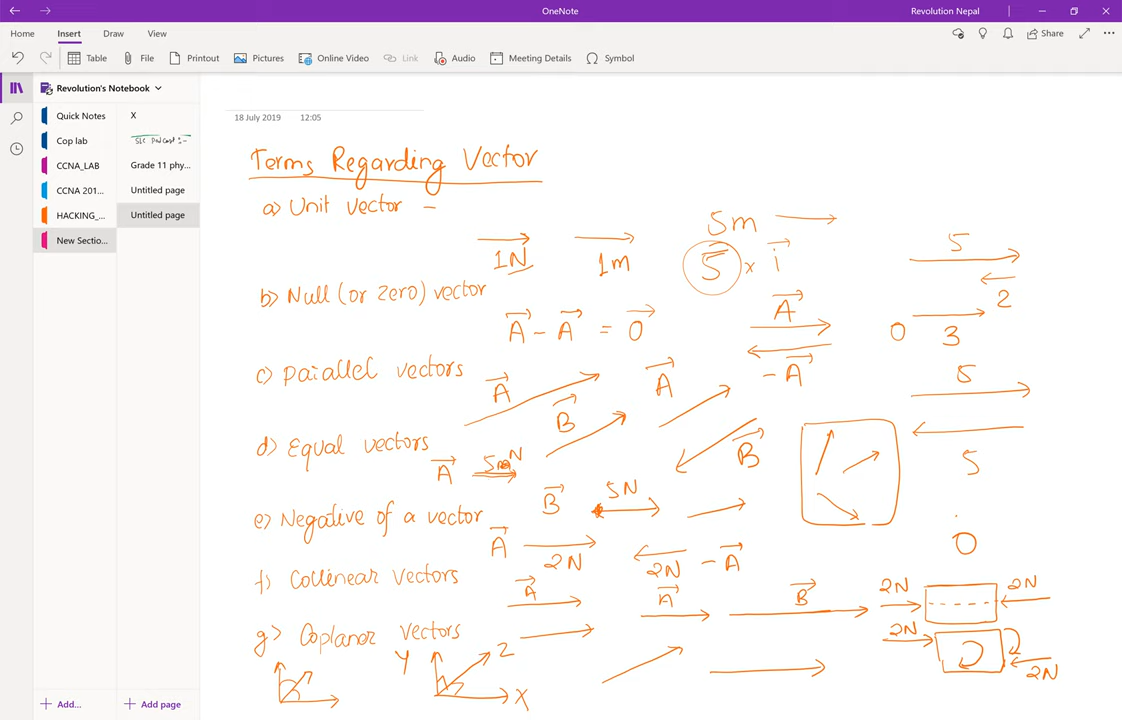 OneNote
Revolution Nepal
Home Insert Draw View
Share
Table File Printout Pictures Online Video Link Audio Meeting Details Symbol
Revolution's Notebook
Quick Notes
Cop lab
CCNA_LAB
CCNA 201...
HACKING_...
New Sectio...
X
Grade 11 phy...
Untitled page
Untitled page
Add...
Add page
18 July 2019 12:05
Terms Regarding Vector
a) Unit vector -
5m
1N 1m 5 x i
5
2
0 3
b) Null (or zero) vector
A - A = 0
A
-A
c) Parallel vectors
A
B
A
B
5
5
0
d) Equal vectors
A
B 5N
e) Negative of a vector
A 2N 2N -A
f) Collinear vectors
A A B
2N 2N
2N 2N
g) Coplaner vectors
Y Z X